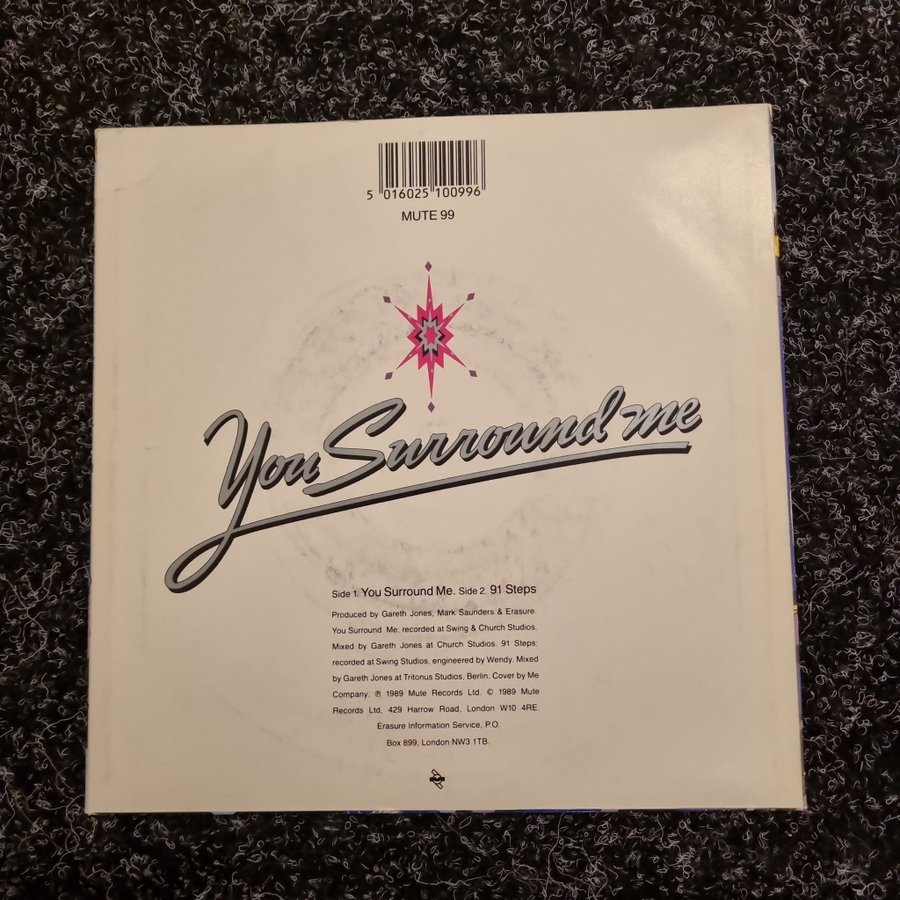 5 016025 100996
MUTE 99
You Surround me
Side 1. You Surround Me. Side 2. 91 Steps
Produced by Gareth Jones, Mark Saunders & Erasure.
You Surround Me; recorded at Swing & Church Studios.
Mixed by Gareth Jones at Church Studios. 91 Steps:
recorded at Swing Studios, engineered by Wendy. Mixed
by Gareth Jones at Tritonus Studios, Berlin. Cover by Me
Company. ℗ 1989 Mute Records Ltd. © 1989 Mute
Records Ltd, 429 Harrow Road, London W10 4RE.
Erasure Information Service, P.O.
Box 899, London NW3 1TB.